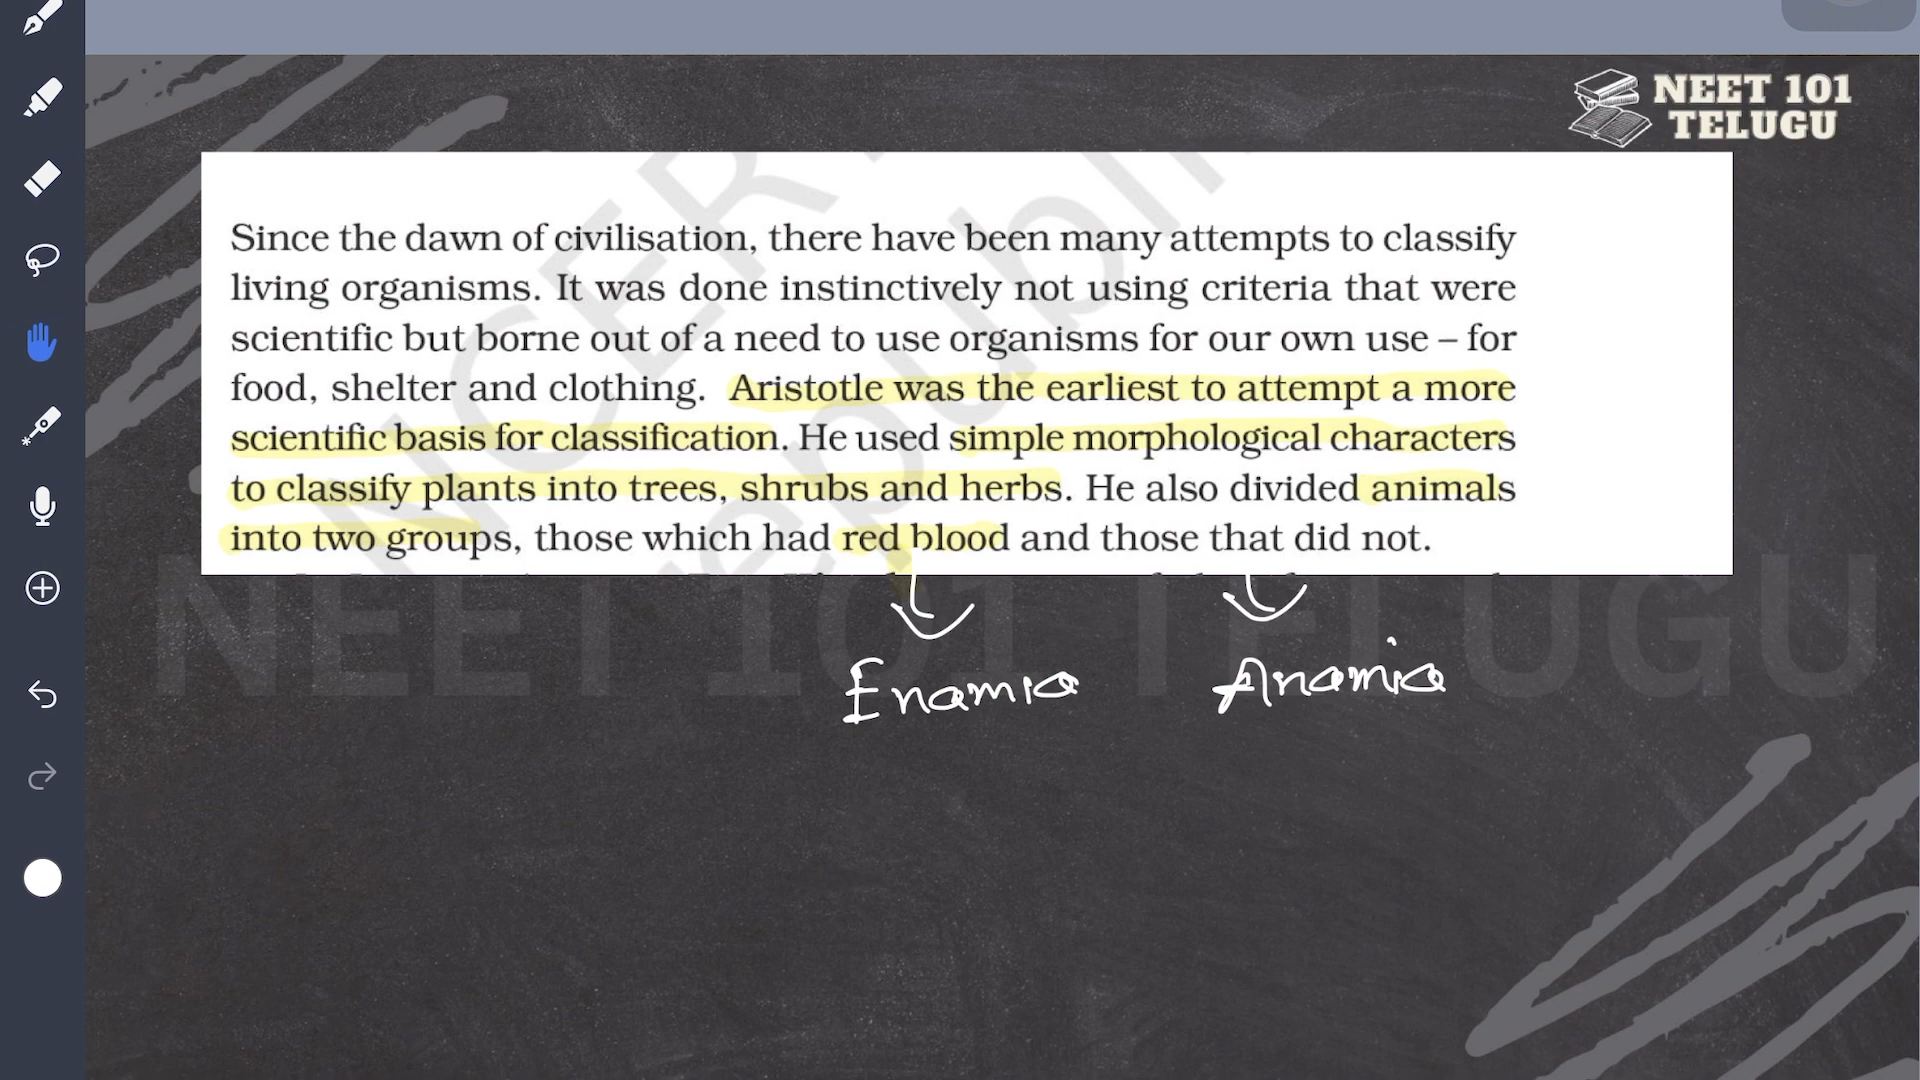 NEET 101
TELUGU
Since the dawn of civilisation, there have been many attempts to classify
living organisms. It was done instinctively not using criteria that were
scientific but borne out of a need to use organisms for our own use – for
food, shelter and clothing. Aristotle was the earliest to attempt a more
scientific basis for classification. He used simple morphological characters
to classify plants into trees, shrubs and herbs. He also divided animals
into two groups, those which had red blood and those that did not.
NEET 101 TELUGU
Enamia Anamia